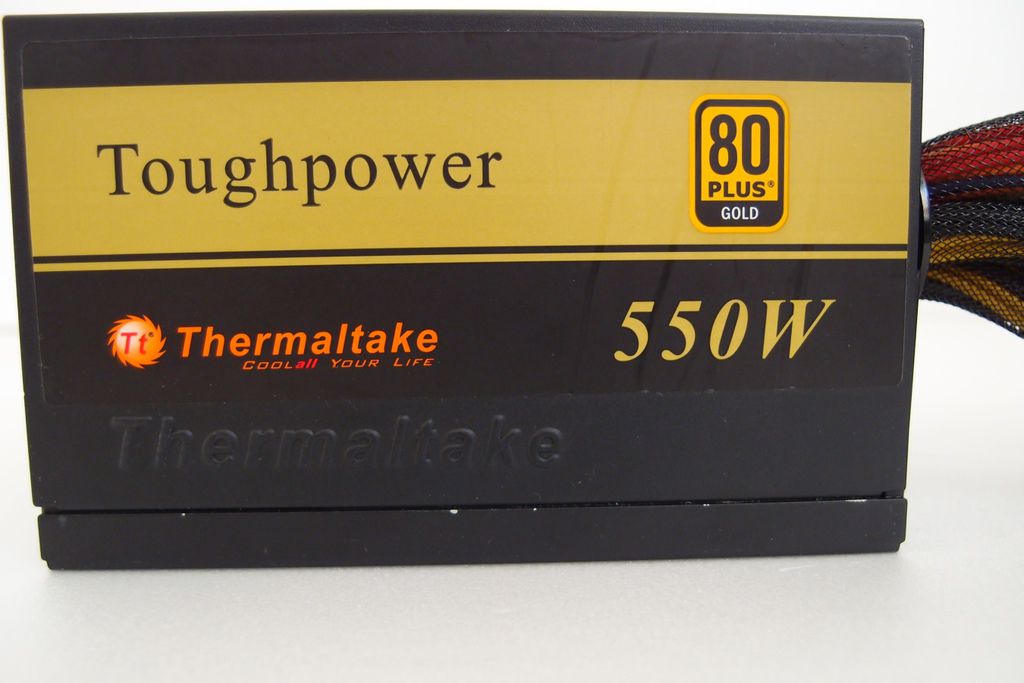 Toughpower
80
PLUS®
GOLD
Tt® Thermaltake
COOLall YOUR LIFE
550W
Thermaltake